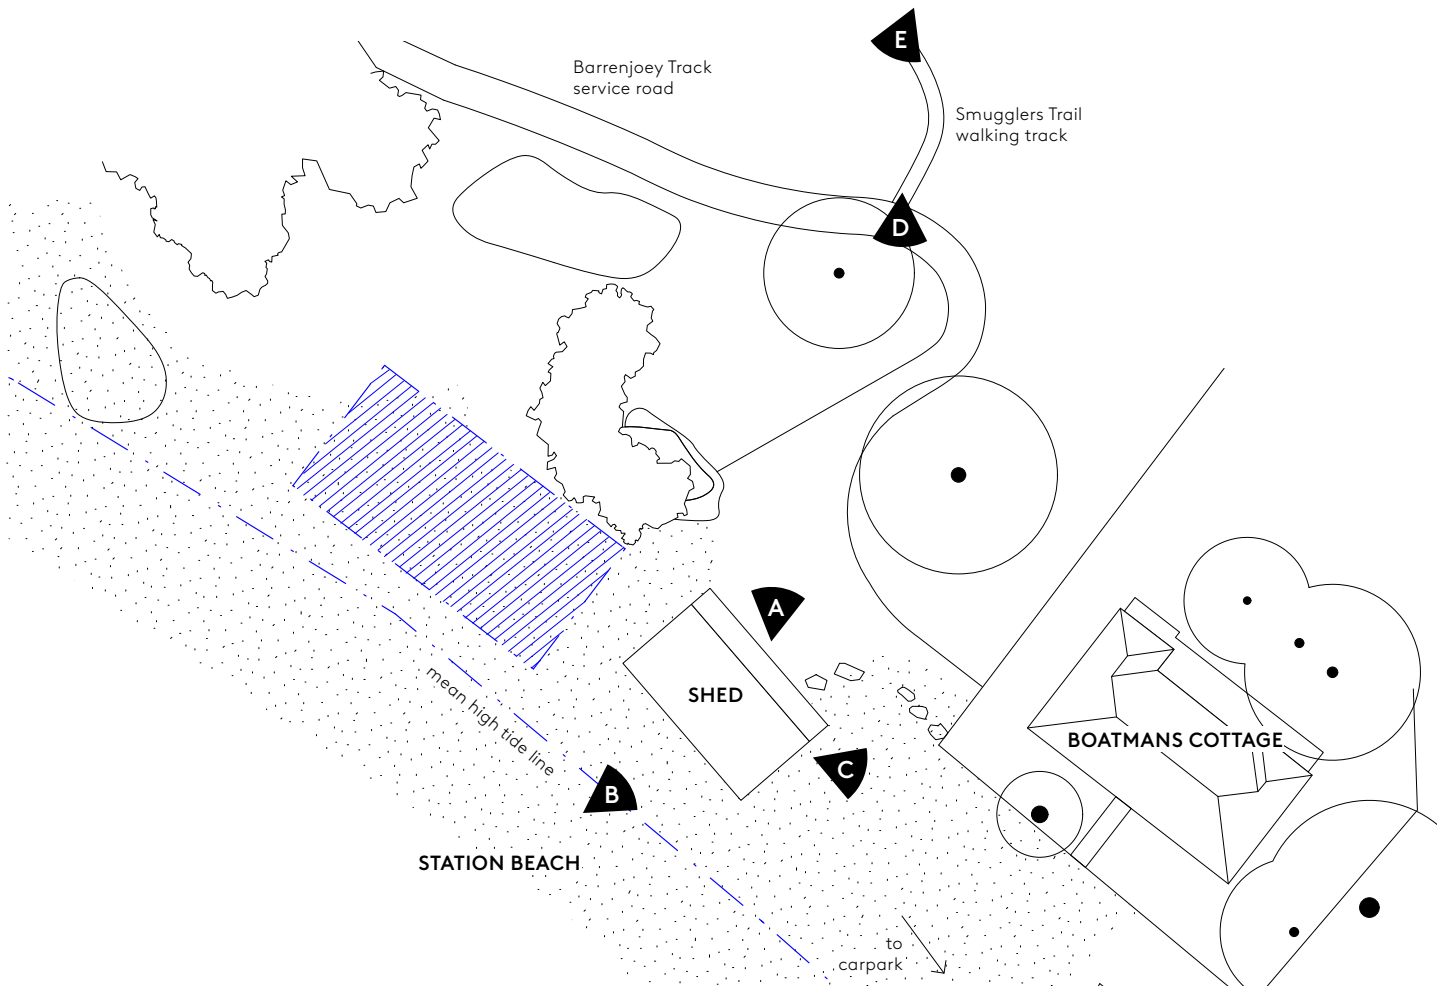 E
Barrenjoey Track
service road
Smugglers Trail
walking track
D
A
SHED
BOATMANS COTTAGE
mean high tide line
C
B
STATION BEACH
to
carpark